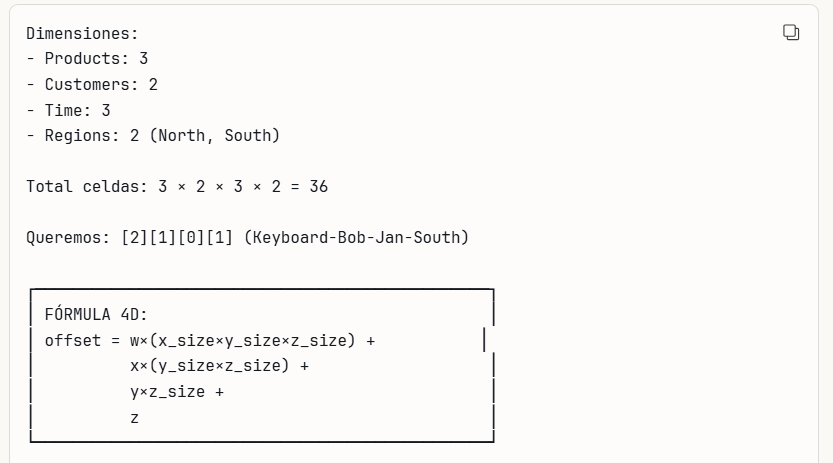 Dimensiones:
- Products: 3
- Customers: 2
- Time: 3
- Regions: 2 (North, South)
Total celdas: 3 × 2 × 3 × 2 = 36
Queremos: [2][1][0][1] (Keyboard-Bob-Jan-South)
FÓRMULA 4D:
offset = w×(x_size×y_size×z_size) +
x×(y_size×z_size) +
y×z_size +
z